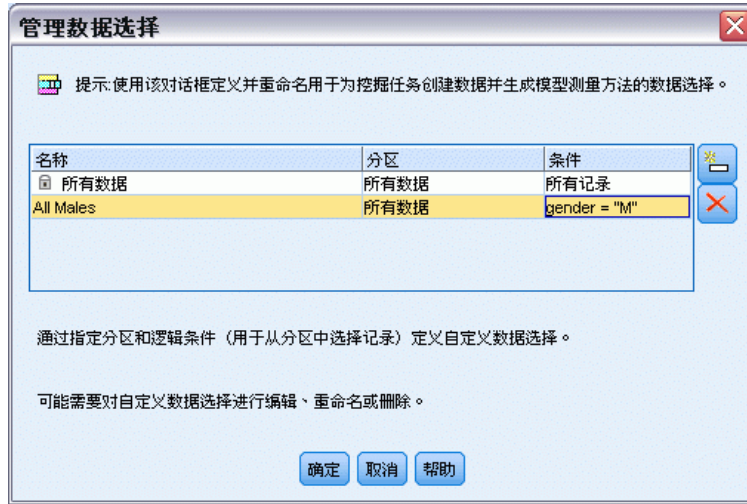 管理数据选择
提示:使用该对话框定义并重命名用于为挖掘任务创建数据并生成模型测量方法的数据选择。
名称 分区 条件
所有数据 所有数据 所有记录
All Males 所有数据 gender = "M"
通过指定分区和逻辑条件（用于从分区中选择记录）定义自定义数据选择。
可能需要对自定义数据选择进行编辑、重命名或删除。
确定 取消 帮助